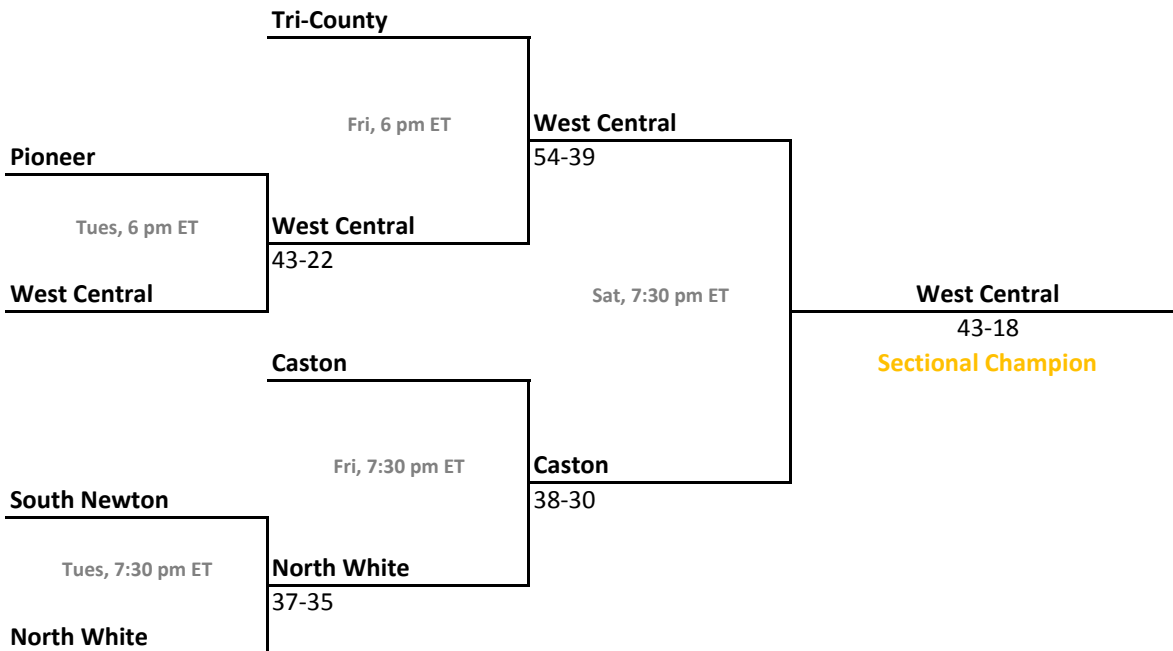 Tri-County
Fri, 6 pm ET
West Central
54-39
Pioneer
Tues, 6 pm ET
West Central
43-22
West Central
Sat, 7:30 pm ET
West Central
43-18
Sectional Champion
Caston
Fri, 7:30 pm ET
Caston
38-30
South Newton
Tues, 7:30 pm ET
North White
37-35
North White